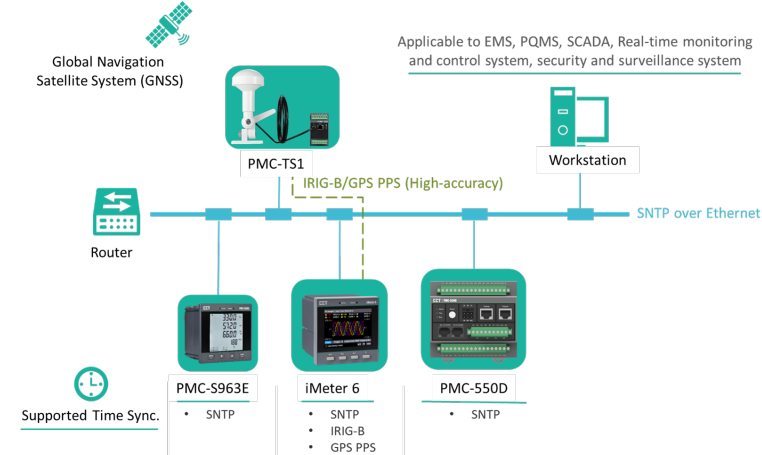 Global Navigation
Satellite System (GNSS)
Applicable to EMS, PQMS, SCADA, Real-time monitoring
and control system, security and surveillance system
PMC-TS1
Workstation
IRIG-B/GPS PPS (High-accuracy)
SNTP over Ethernet
Router
PMC-S963E
iMeter 6
PMC-550D
Supported Time Sync.
• SNTP
• SNTP
• IRIG-B
• GPS PPS
• SNTP